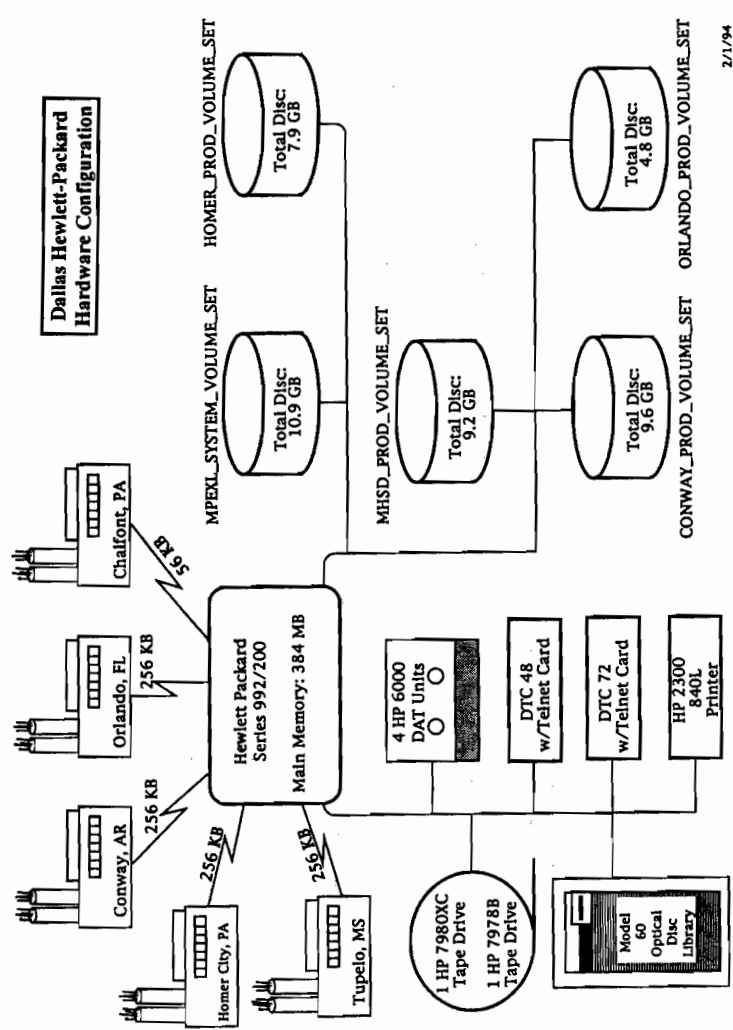 Dallas Hewlett-Packard
Hardware Configuration
Homer City, PA
256 KB
Conway, AR
256 KB
Orlando, FL
256 KB
Chalfont, PA
56 KB
Tupelo, MS
256 KB
Hewlett Packard
Series 992/200
Main Memory: 384 MB
MPEXL_SYSTEM_VOLUME_SET
Total Disc:
10.9 GB
HOMER_PROD_VOLUME_SET
Total Disc:
7.9 GB
MHSD_PROD_VOLUME_SET
Total Disc:
9.2 GB
CONWAY_PROD_VOLUME_SET
Total Disc:
9.6 GB
ORLANDO_PROD_VOLUME_SET
Total Disc:
4.8 GB
1 HP 7980XC
Tape Drive
1 HP 7978B
Tape Drive
4 HP 6000
DAT Units
DTC 48
w/Telnet Card
DTC 72
w/Telnet Card
HP 2300
840L
Printer
Model
60
Optical
Disc
Library
2/1/94